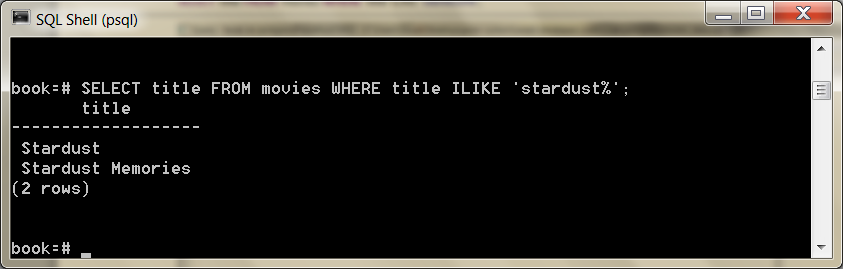 SQL Shell (psql)
book=# SELECT title FROM movies WHERE title ILIKE 'stardust%';
title
-------------------
Stardust
Stardust Memories
(2 rows)
book=# _